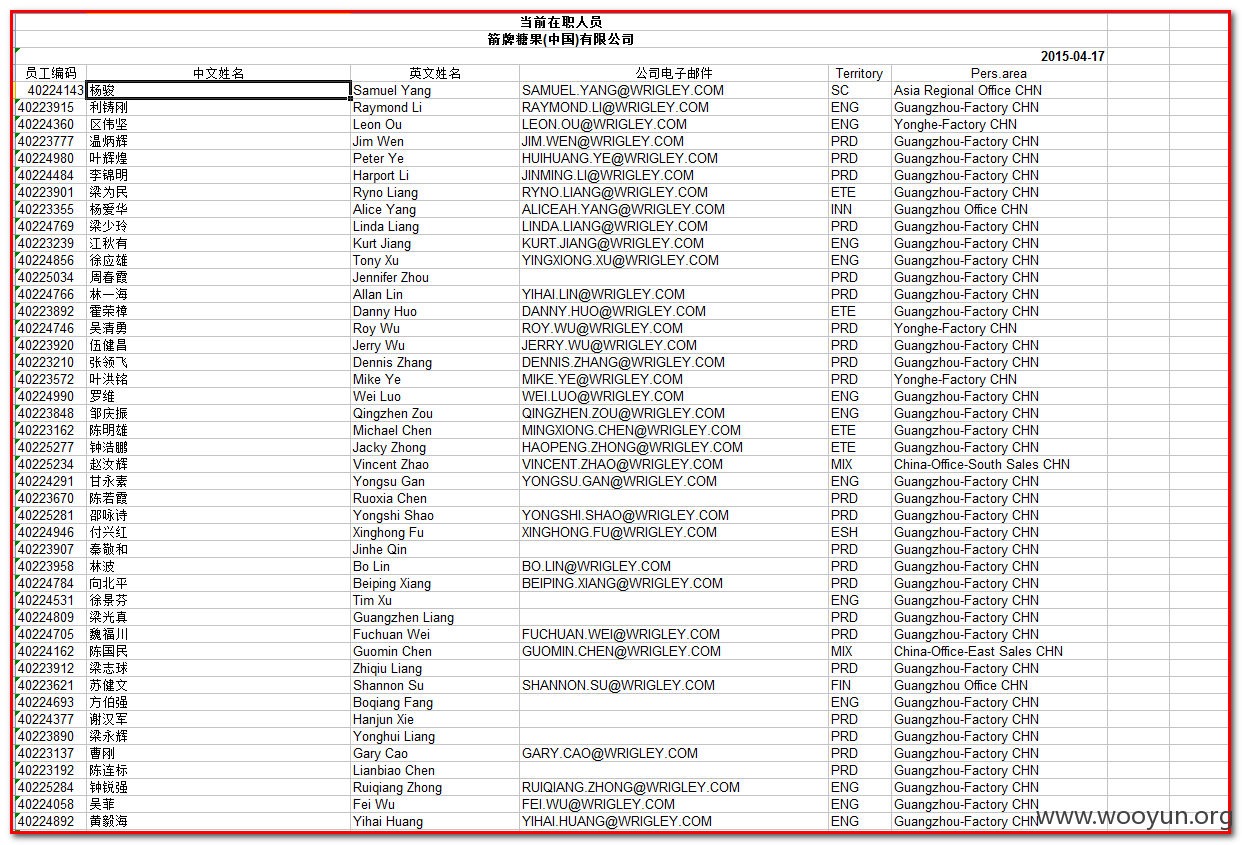 当前在职人员
箭牌糖果(中国)有限公司
2015-04-17
员工编码 中文姓名 英文姓名 公司电子邮件 Territory Pers.area
40224143 杨骏 Samuel Yang SAMUEL.YANG@WRIGLEY.COM SC Asia Regional Office CHN
40223915 利铸刚 Raymond Li RAYMOND.LI@WRIGLEY.COM ENG Guangzhou-Factory CHN
40224360 区伟坚 Leon Ou LEON.OU@WRIGLEY.COM ENG Yonghe-Factory CHN
40223777 温炳辉 Jim Wen JIM.WEN@WRIGLEY.COM PRD Guangzhou-Factory CHN
40224980 叶辉煌 Peter Ye HUIHUANG.YE@WRIGLEY.COM PRD Guangzhou-Factory CHN
40224484 李锦明 Harport Li JINMING.LI@WRIGLEY.COM PRD Guangzhou-Factory CHN
40223901 梁为民 Ryno Liang RYNO.LIANG@WRIGLEY.COM ETE Guangzhou-Factory CHN
40223355 杨爱华 Alice Yang ALICEAH.YANG@WRIGLEY.COM INN Guangzhou Office CHN
40224769 梁少玲 Linda Liang LINDA.LIANG@WRIGLEY.COM PRD Guangzhou-Factory CHN
40223239 江秋有 Kurt Jiang KURT.JIANG@WRIGLEY.COM ENG Guangzhou-Factory CHN
40224856 徐应雄 Tony Xu YINGXIONG.XU@WRIGLEY.COM ENG Guangzhou-Factory CHN
40225034 周春霞 Jennifer Zhou PRD Guangzhou-Factory CHN
40224766 林一海 Allan Lin YIHAI.LIN@WRIGLEY.COM PRD Guangzhou-Factory CHN
40223892 霍荣樟 Danny Huo DANNY.HUO@WRIGLEY.COM ETE Guangzhou-Factory CHN
40224746 吴清勇 Roy Wu ROY.WU@WRIGLEY.COM PRD Yonghe-Factory CHN
40223920 伍健昌 Jerry Wu JERRY.WU@WRIGLEY.COM PRD Guangzhou-Factory CHN
40223210 张领飞 Dennis Zhang DENNIS.ZHANG@WRIGLEY.COM PRD Guangzhou-Factory CHN
40223572 叶洪铭 Mike Ye MIKE.YE@WRIGLEY.COM PRD Yonghe-Factory CHN
40224990 罗维 Wei Luo WEI.LUO@WRIGLEY.COM ENG Guangzhou-Factory CHN
40223848 邹庆振 Qingzhen Zou QINGZHEN.ZOU@WRIGLEY.COM ENG Guangzhou-Factory CHN
40223162 陈明雄 Michael Chen MINGXIONG.CHEN@WRIGLEY.COM ETE Guangzhou-Factory CHN
40225277 钟浩鹏 Jacky Zhong HAOPENG.ZHONG@WRIGLEY.COM ETE Guangzhou-Factory CHN
40225234 赵汝辉 Vincent Zhao VINCENT.ZHAO@WRIGLEY.COM MIX China-Office-South Sales CHN
40224291 甘永素 Yongsu Gan YONGSU.GAN@WRIGLEY.COM ENG Guangzhou-Factory CHN
40223670 陈若霞 Ruoxia Chen PRD Guangzhou-Factory CHN
40225281 邵咏诗 Yongshi Shao YONGSHI.SHAO@WRIGLEY.COM PRD Guangzhou-Factory CHN
40224946 付兴红 Xinghong Fu XINGHONG.FU@WRIGLEY.COM ESH Guangzhou-Factory CHN
40223907 秦敬和 Jinhe Qin PRD Guangzhou-Factory CHN
40223958 林波 Bo Lin BO.LIN@WRIGLEY.COM PRD Guangzhou-Factory CHN
40224784 向北平 Beiping Xiang BEIPING.XIANG@WRIGLEY.COM PRD Guangzhou-Factory CHN
40224531 徐景芬 Tim Xu ENG Guangzhou-Factory CHN
40224809 梁光真 Guangzhen Liang PRD Guangzhou-Factory CHN
40224705 魏福川 Fuchuan Wei FUCHUAN.WEI@WRIGLEY.COM PRD Guangzhou-Factory CHN
40224162 陈国民 Guomin Chen GUOMIN.CHEN@WRIGLEY.COM MIX China-Office-East Sales CHN
40223912 梁志球 Zhiqiu Liang PRD Guangzhou-Factory CHN
40223621 苏健文 Shannon Su SHANNON.SU@WRIGLEY.COM FIN Guangzhou Office CHN
40224693 方伯强 Boqiang Fang ENG Guangzhou-Factory CHN
40224377 谢汉军 Hanjun Xie PRD Guangzhou-Factory CHN
40223890 梁永辉 Yonghui Liang PRD Guangzhou-Factory CHN
40223137 曹刚 Gary Cao GARY.CAO@WRIGLEY.COM PRD Guangzhou-Factory CHN
40223192 陈连标 Lianbiao Chen PRD Guangzhou-Factory CHN
40225284 钟锐强 Ruiqiang Zhong RUIQIANG.ZHONG@WRIGLEY.COM ENG Guangzhou-Factory CHN
40224058 吴菲 Fei Wu FEI.WU@WRIGLEY.COM ENG Guangzhou-Factory CHN
40224892 黄毅海 Yihai Huang YIHAI.HUANG@WRIGLEY.COM ENG Guangzhou-Factory CHN
www.wooyun.org